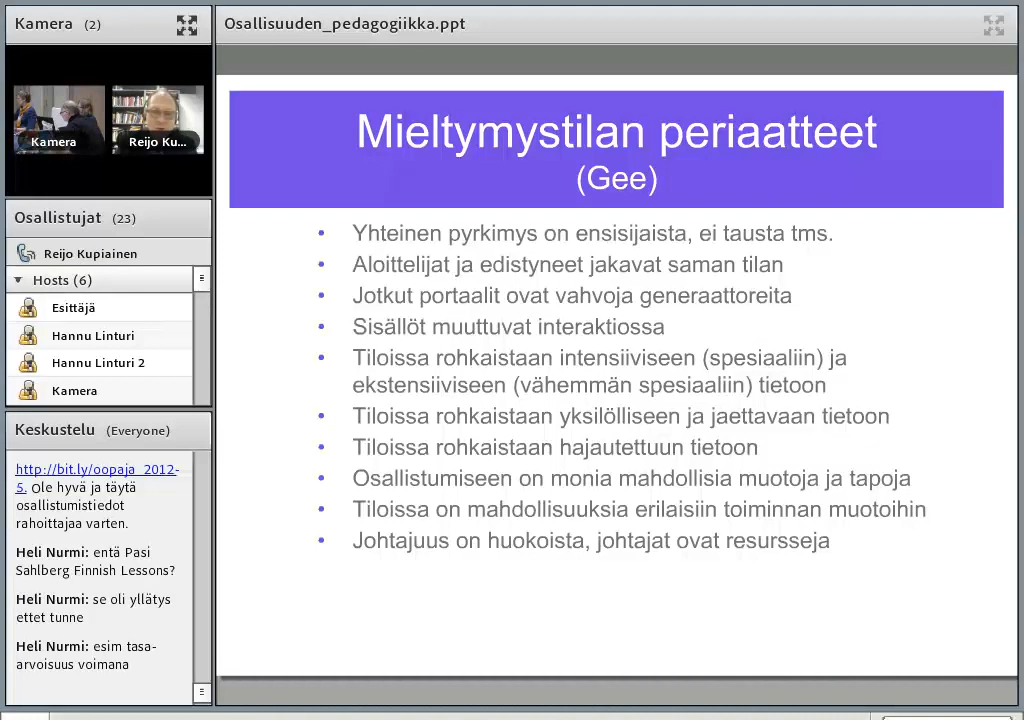 Kamera (2)
Kamera
Reijo Ku...
Osallistujat (23)
Reijo Kupiainen
Hosts (6)
Esittäjä
Hannu Linturi
Hannu Linturi 2
Kamera
Keskustelu (Everyone)
http://bit.ly/oopaja_2012-
5. Ole hyvä ja täytä
osallistumistiedot
rahoittajaa varten.
Heli Nurmi: entä Pasi
Sahlberg Finnish Lessons?
Heli Nurmi: se oli yllätys
ettet tunne
Heli Nurmi: esim tasa-
arvoisuus voimana
Osallisuuden_pedagogiikka.ppt
Mieltymystilan periaatteet
(Gee)
• Yhteinen pyrkimys on ensisijaista, ei tausta tms.
• Aloittelijat ja edistyneet jakavat saman tilan
• Jotkut portaalit ovat vahvoja generaattoreita
• Sisällöt muuttuvat interaktiossa
• Tiloissa rohkaistaan intensiiviseen (spesiaaliin) ja
ekstensiiviseen (vähemmän spesiaaliin) tietoon
• Tiloissa rohkaistaan yksilölliseen ja jaettavaan tietoon
• Tiloissa rohkaistaan hajautettuun tietoon
• Osallistumiseen on monia mahdollisia muotoja ja tapoja
• Tiloissa on mahdollisuuksia erilaisiin toiminnan muotoihin
• Johtajuus on huokoista, johtajat ovat resursseja